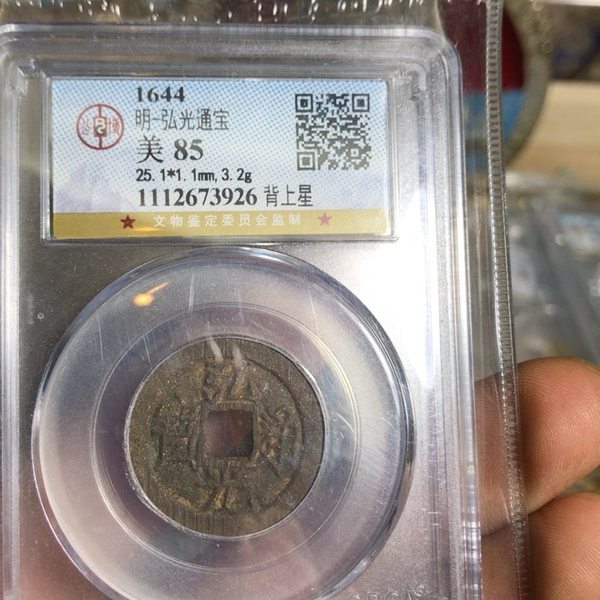 1644
明-弘光通宝
美 85
25.1*1.1mm,3.2g
1112673926 背上星
★ 文物鉴定委员会监制 ★
弘光通寶